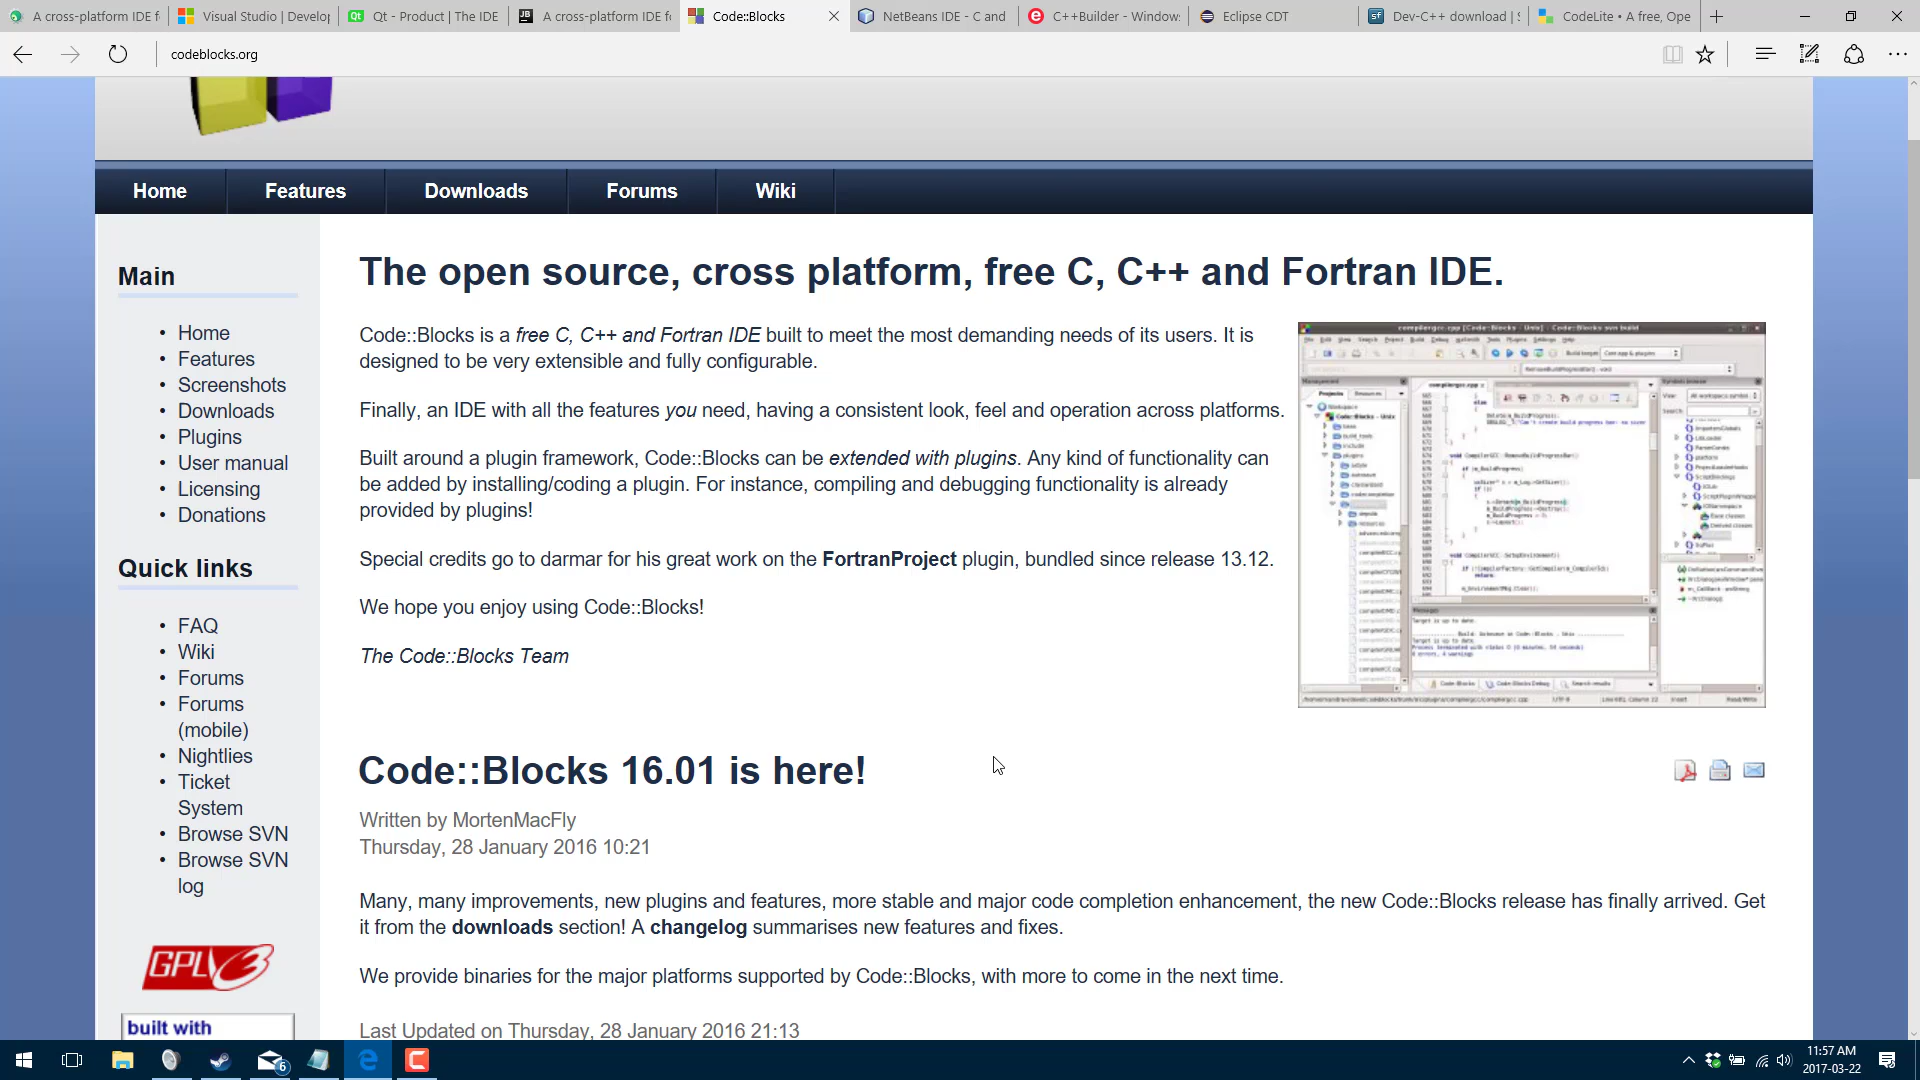 A cross-platform IDE f
Visual Studio | Develop
Qt - Product | The IDE
A cross-platform IDE fo
Code::Blocks
NetBeans IDE - C and
C++Builder - Window
Eclipse CDT
Dev-C++ download | S
CodeLite • A free, Ope
codeblocks.org
Home
Features
Downloads
Forums
Wiki
Main
• Home
• Features
• Screenshots
• Downloads
• Plugins
• User manual
• Licensing
• Donations
Quick links
• FAQ
• Wiki
• Forums
• Forums
(mobile)
• Nightlies
• Ticket
System
• Browse SVN
• Browse SVN
log
GPLv3
built with
The open source, cross platform, free C, C++ and Fortran IDE.
Code::Blocks is a free C, C++ and Fortran IDE built to meet the most demanding needs of its users. It is
designed to be very extensible and fully configurable.
Finally, an IDE with all the features you need, having a consistent look, feel and operation across platforms.
Built around a plugin framework, Code::Blocks can be extended with plugins. Any kind of functionality can
be added by installing/coding a plugin. For instance, compiling and debugging functionality is already
provided by plugins!
Special credits go to darmar for his great work on the FortranProject plugin, bundled since release 13.12.
We hope you enjoy using Code::Blocks!
The Code::Blocks Team
Code::Blocks 16.01 is here!
Written by MortenMacFly
Thursday, 28 January 2016 10:21
Many, many improvements, new plugins and features, more stable and major code completion enhancement, the new Code::Blocks release has finally arrived. Get
it from the downloads section! A changelog summarises new features and fixes.
We provide binaries for the major platforms supported by Code::Blocks, with more to come in the next time.
Last Updated on Thursday, 28 January 2016 21:13
6
11:57 AM
2017-03-22